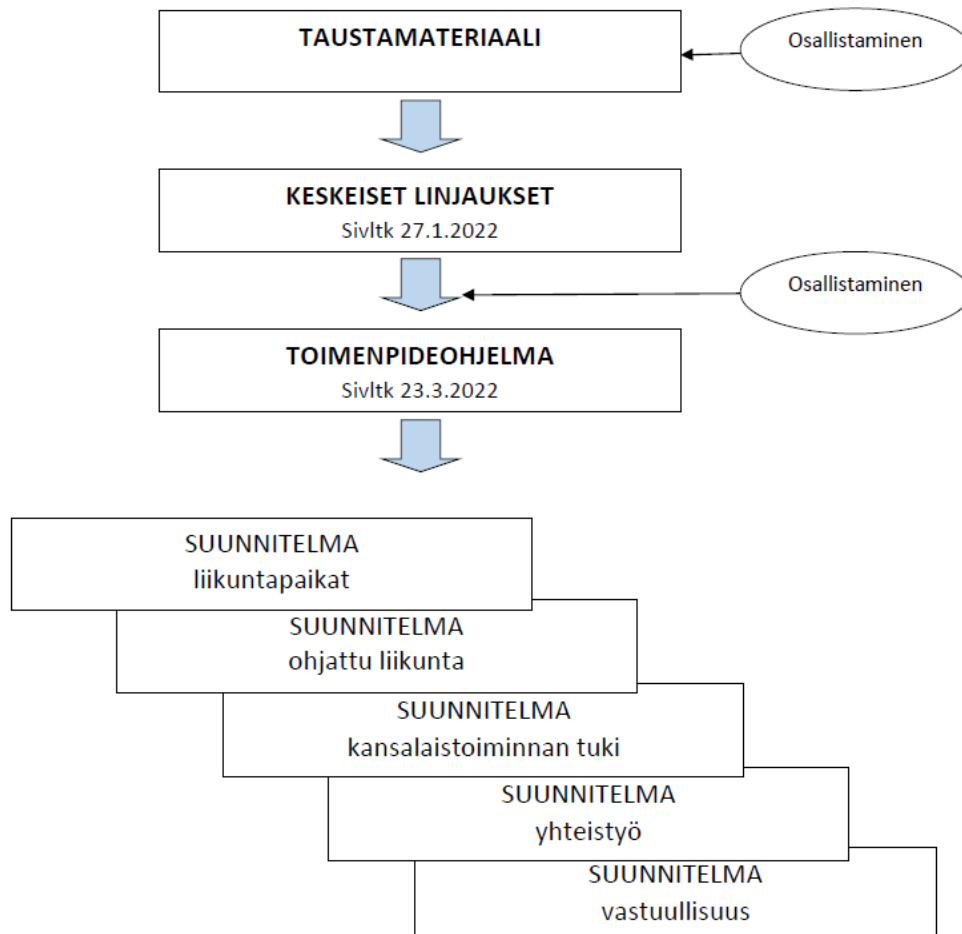 TAUSTAMATERIAALI
Osallistaminen
KESKEISET LINJAUKSET
Sivltk 27.1.2022
Osallistaminen
TOIMENPIDEOHJELMA
Sivltk 23.3.2022
SUUNNITELMA
liikuntapaikat
SUUNNITELMA
ohjattu liikunta
SUUNNITELMA
kansalaistoiminnan tuki
SUUNNITELMA
yhteistyö
SUUNNITELMA
vastuullisuus